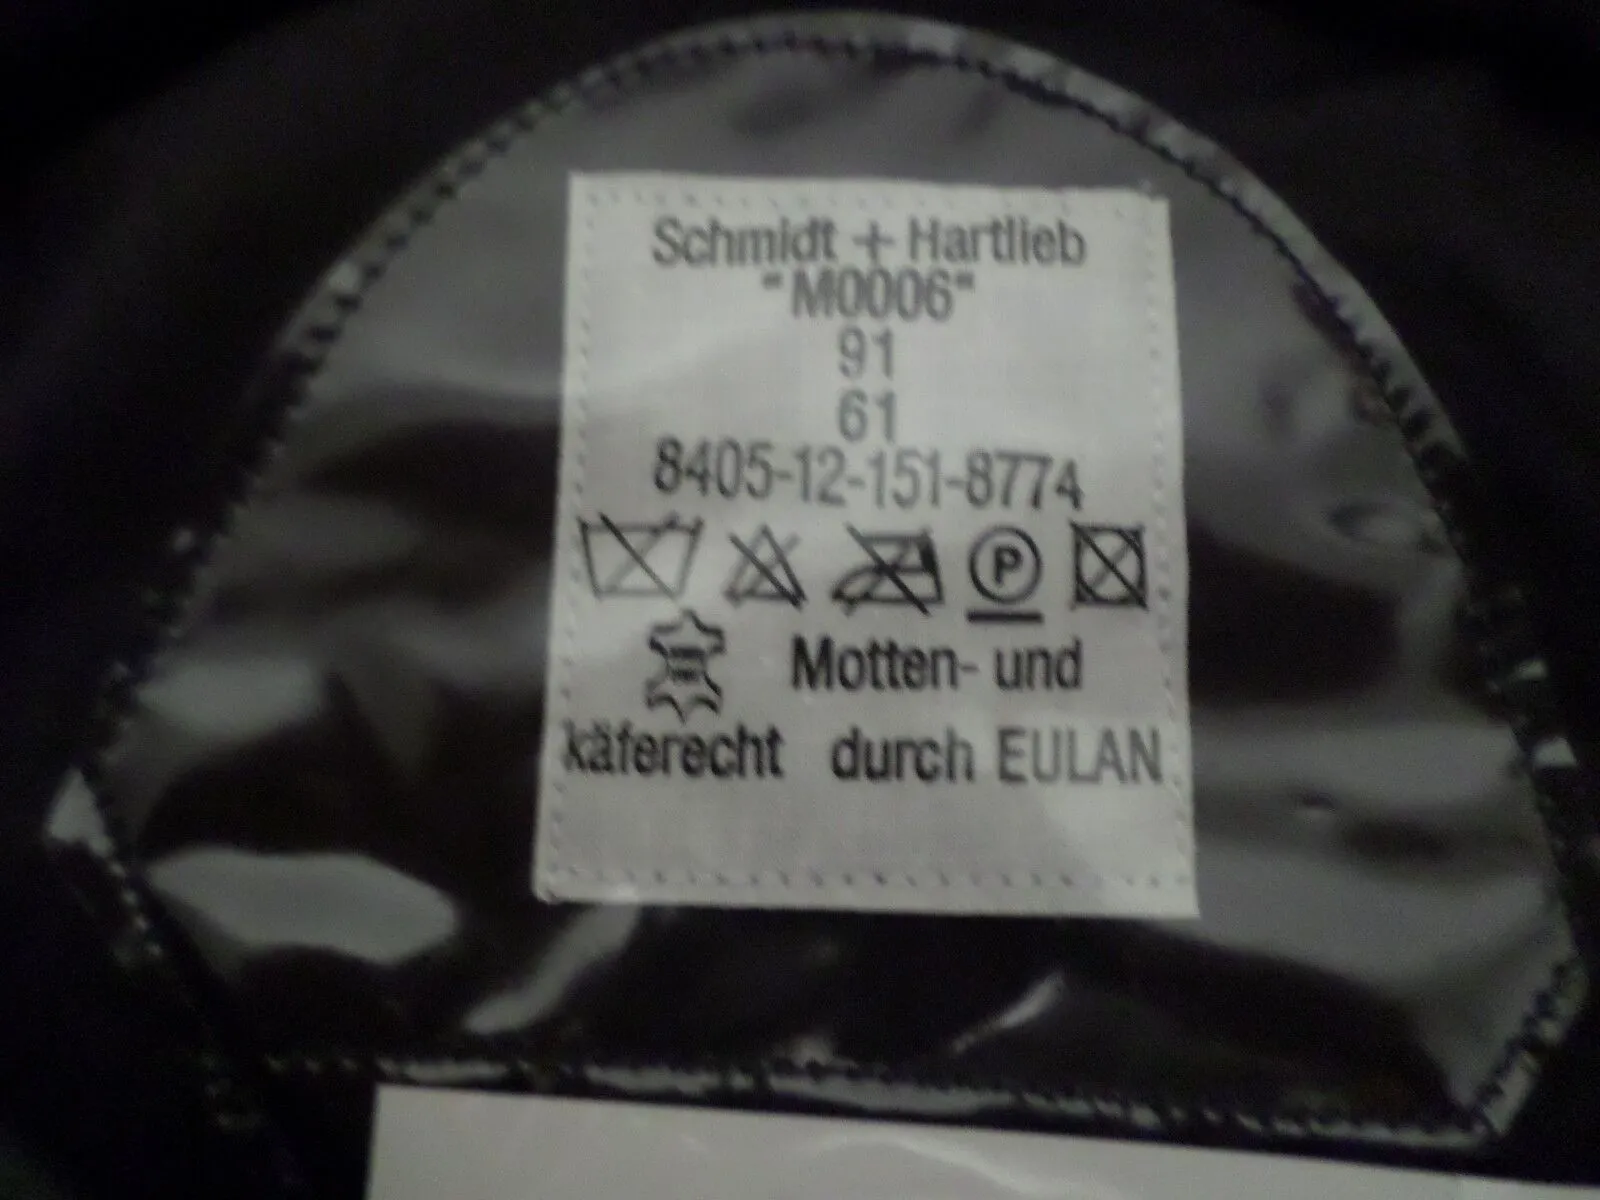 Schmidt + Hartlieb
"M0006"
91
61
8405-12-151-8774
P
Motten- und
käferecht durch EULAN